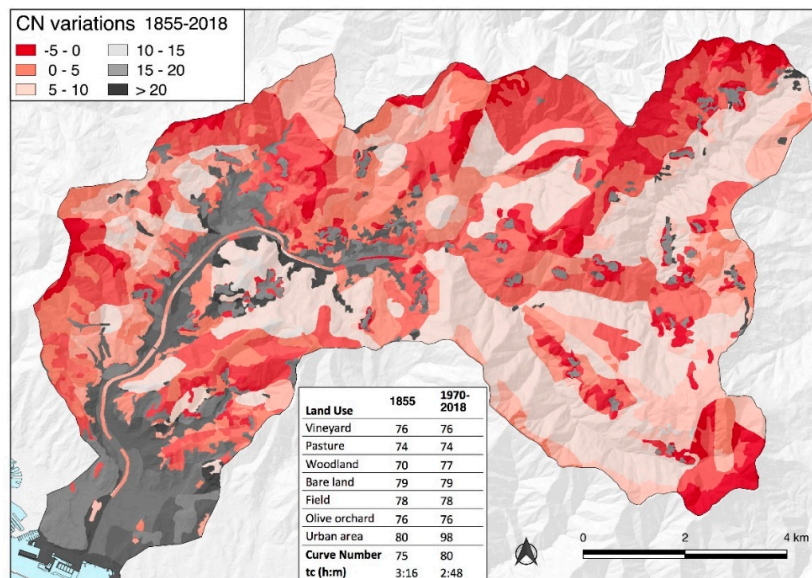 CN variations 1855-2018
-5 - 0 10 - 15
0 - 5 15 - 20
5 - 10 > 20
Land Use 1855 1970-2018
Vineyard 76 76
Pasture 74 74
Woodland 70 77
Bare land 79 79
Field 78 78
Olive orchard 76 76
Urban area 80 98
Curve Number 75 80
tc (h:m) 3:16 2:48
0 2 4 km